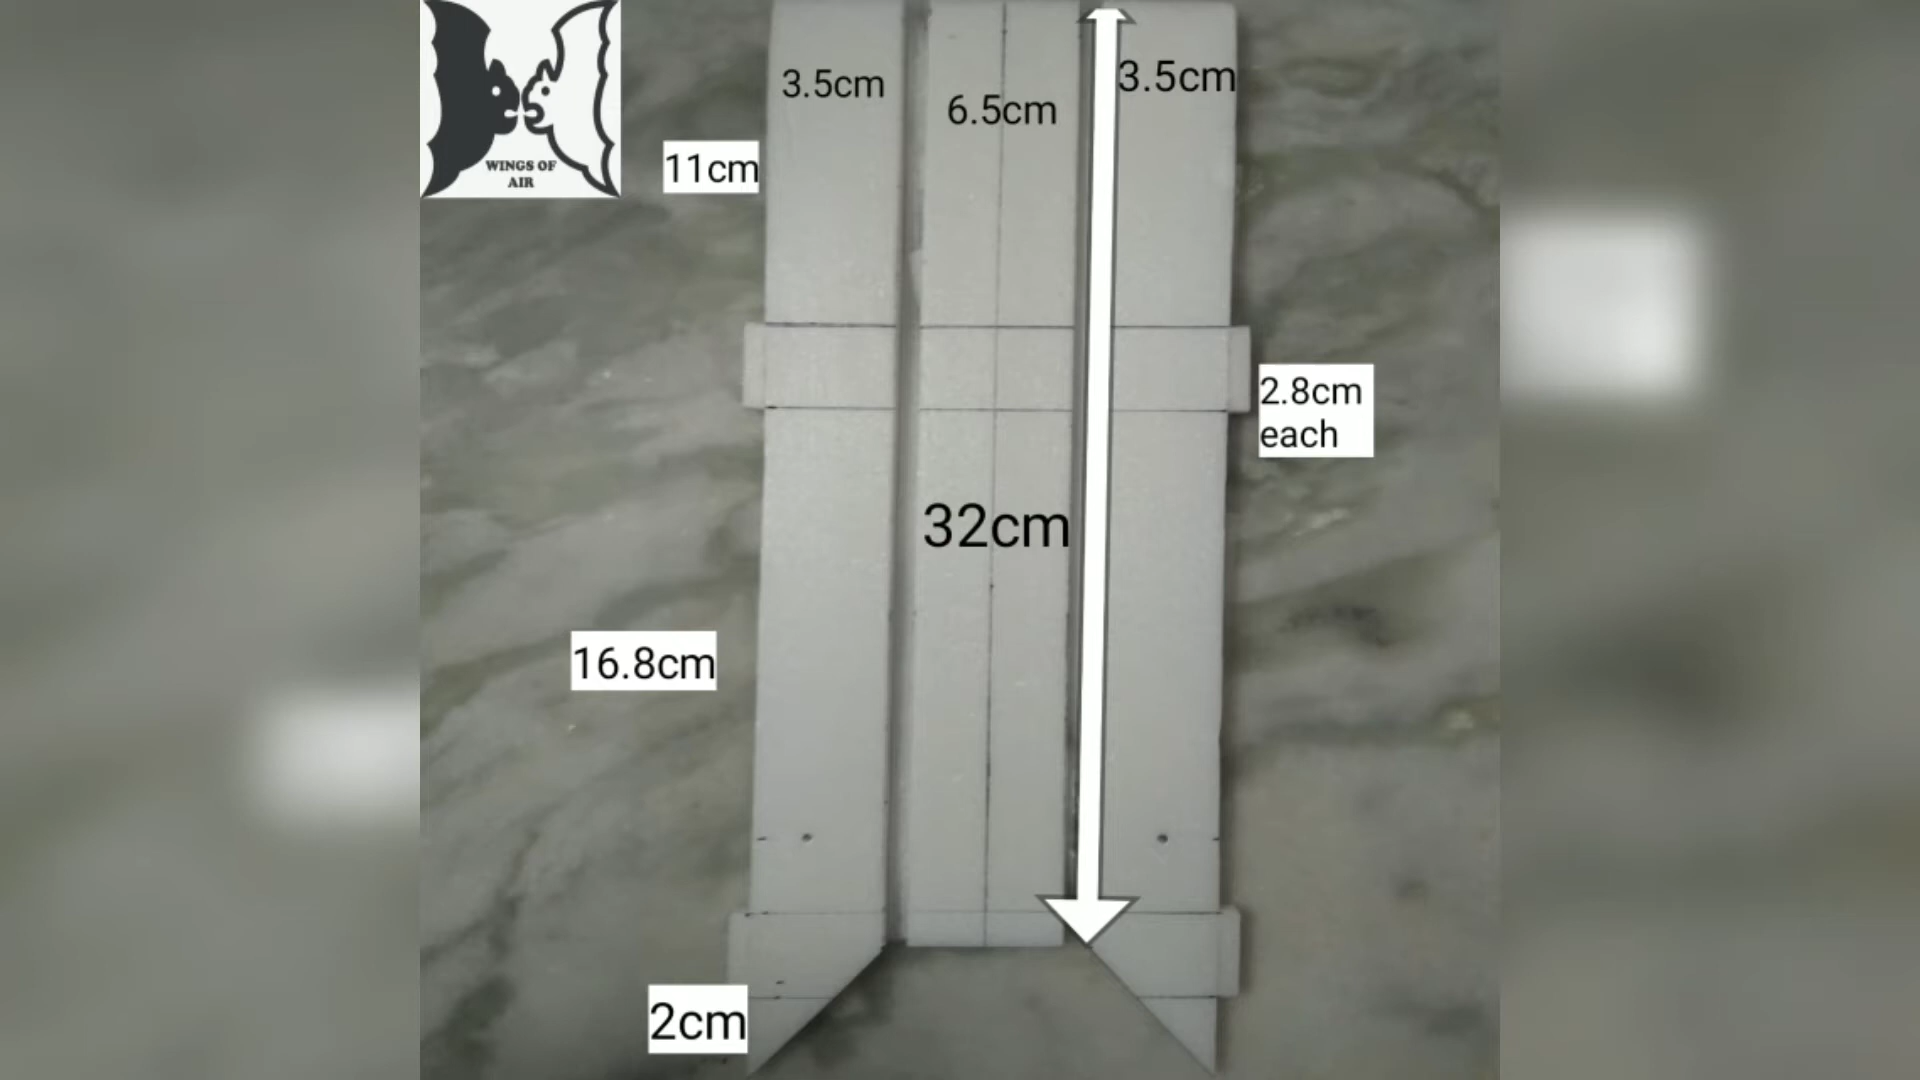 WINGS OF
AIR
3.5cm
6.5cm
3.5cm
11cm
2.8cm
each
32cm
16.8cm
2cm